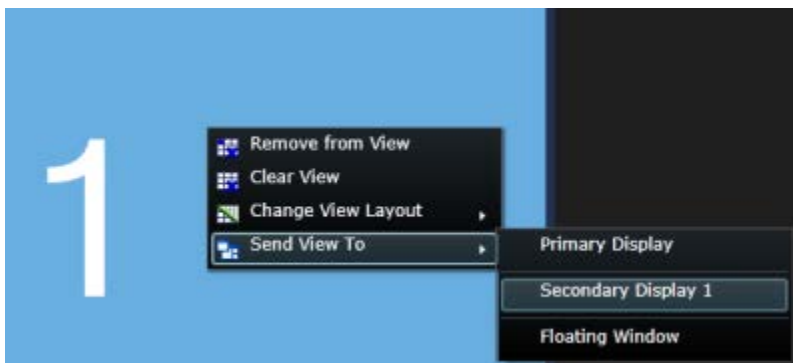 1
Remove from View
Clear View
Change View Layout
Send View To
Primary Display
Secondary Display 1
Floating Window